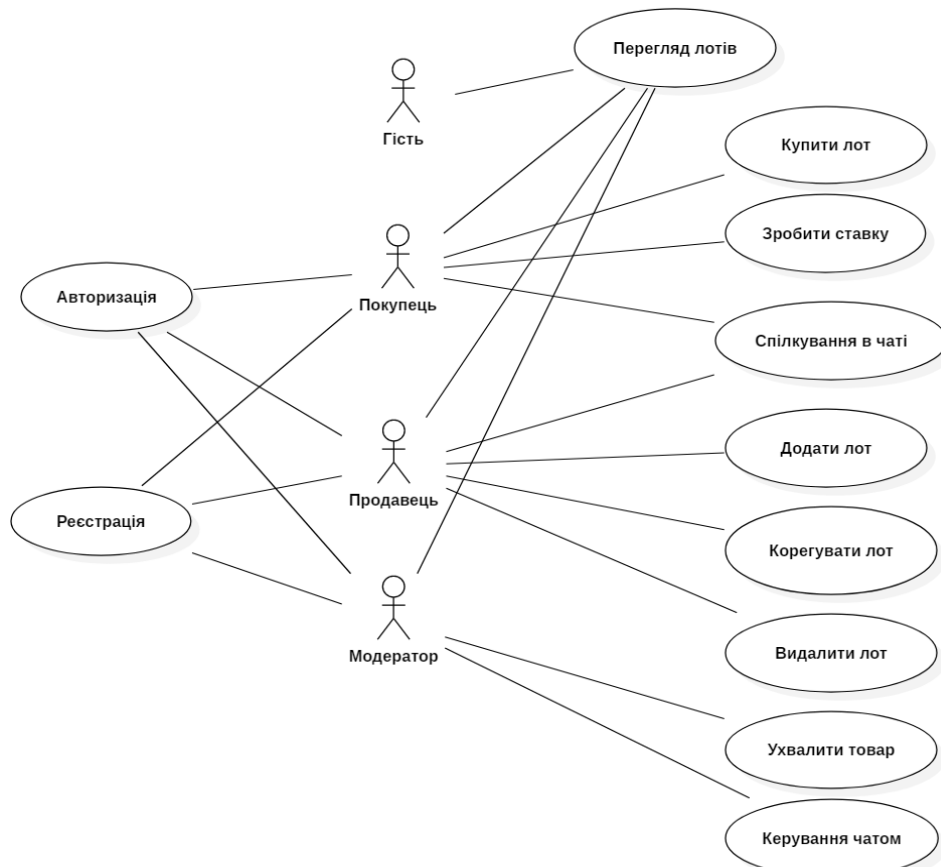 Перегляд лотів
Гість
Купити лот
Зробити ставку
Покупець
Авторизація
Спілкування в чаті
Додати лот
Продавець
Реєстрація
Корегувати лот
Модератор
Видалити лот
Ухвалити товар
Керування чатом